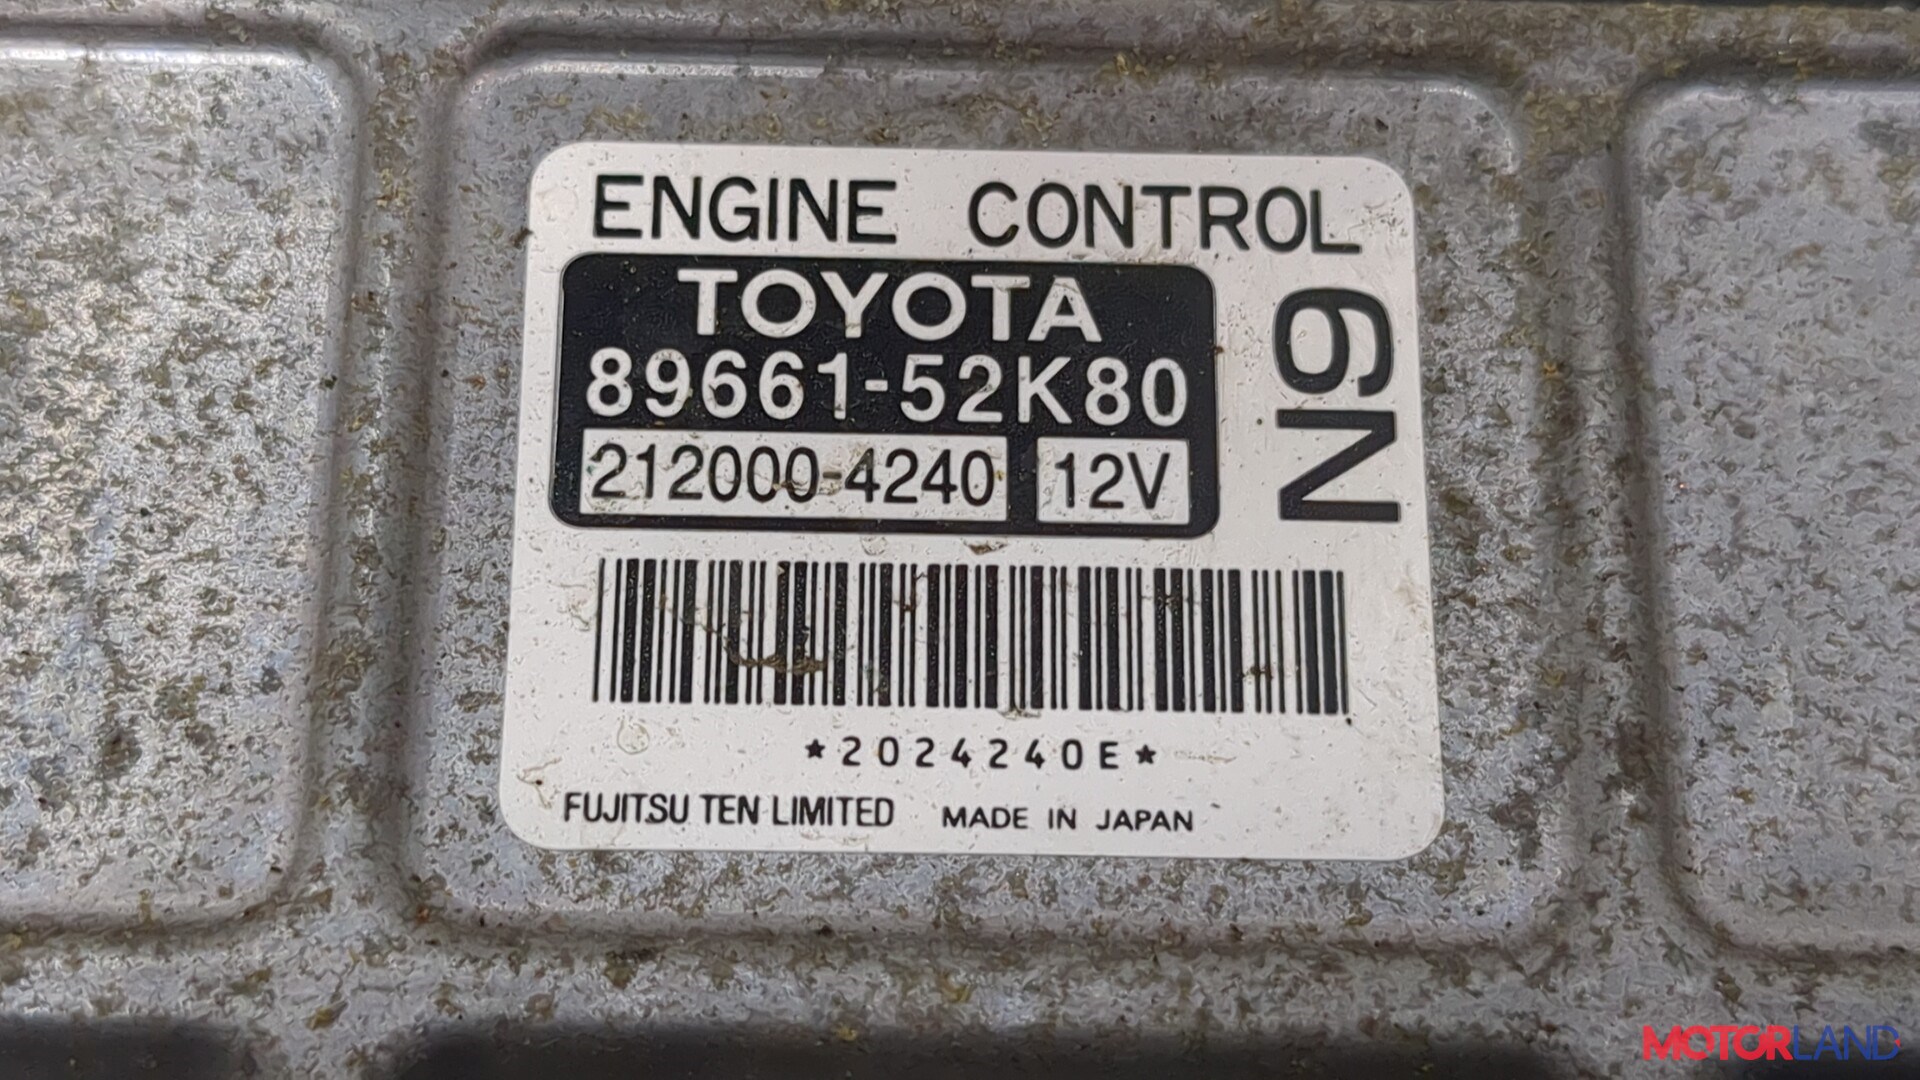 ENGINE CONTROL
TOYOTA
89661-52K80
212000-4240 12V
N9
*2024240E*
FUJITSU TEN LIMITED MADE IN JAPAN
MOTORLAND